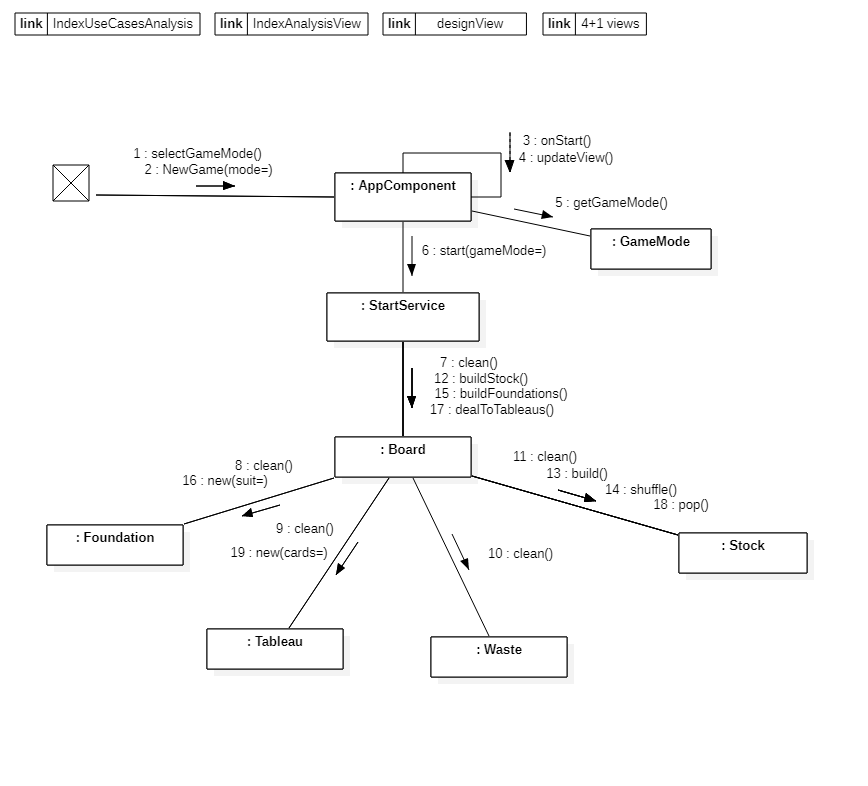 link IndexUseCasesAnalysis
link IndexAnalysisView
link designView
link 4+1 views
1 : selectGameMode()
2 : NewGame(mode=)
3 : onStart()
4 : updateView()
: AppComponent
5 : getGameMode()
: GameMode
6 : start(gameMode=)
: StartService
7 : clean()
12 : buildStock()
15 : buildFoundations()
17 : dealToTableaus()
: Board
8 : clean()
16 : new(suit=)
11 : clean()
13 : build()
14 : shuffle()
18 : pop()
: Foundation
9 : clean()
19 : new(cards=)
10 : clean()
: Stock
: Tableau
: Waste